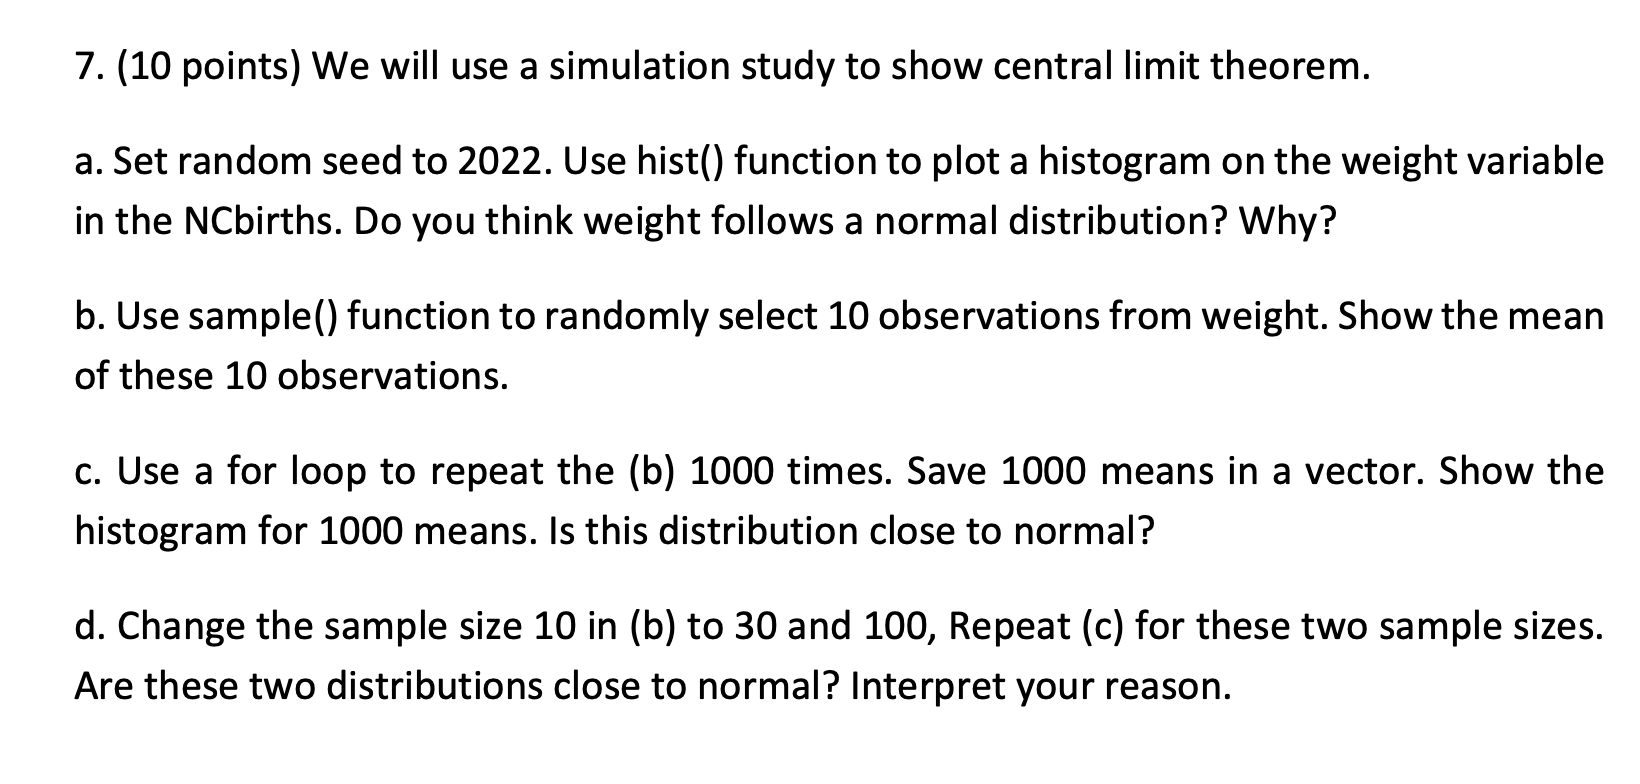 7. (10 points) We will use a simulation study to show central limit theorem.
a. Set random seed to 2022. Use hist() function to plot a histogram on the weight variable
in the NCbirths. Do you think weight follows a normal distribution? Why?
b. Use sample() function to randomly select 10 observations from weight. Show the mean
of these 10 observations.
c. Use a for loop to repeat the (b) 1000 times. Save 1000 means in a vector. Show the
histogram for 1000 means. Is this distribution close to normal?
d. Change the sample size 10 in (b) to 30 and 100, Repeat (c) for these two sample sizes.
Are these two distributions close to normal? Interpret your reason.